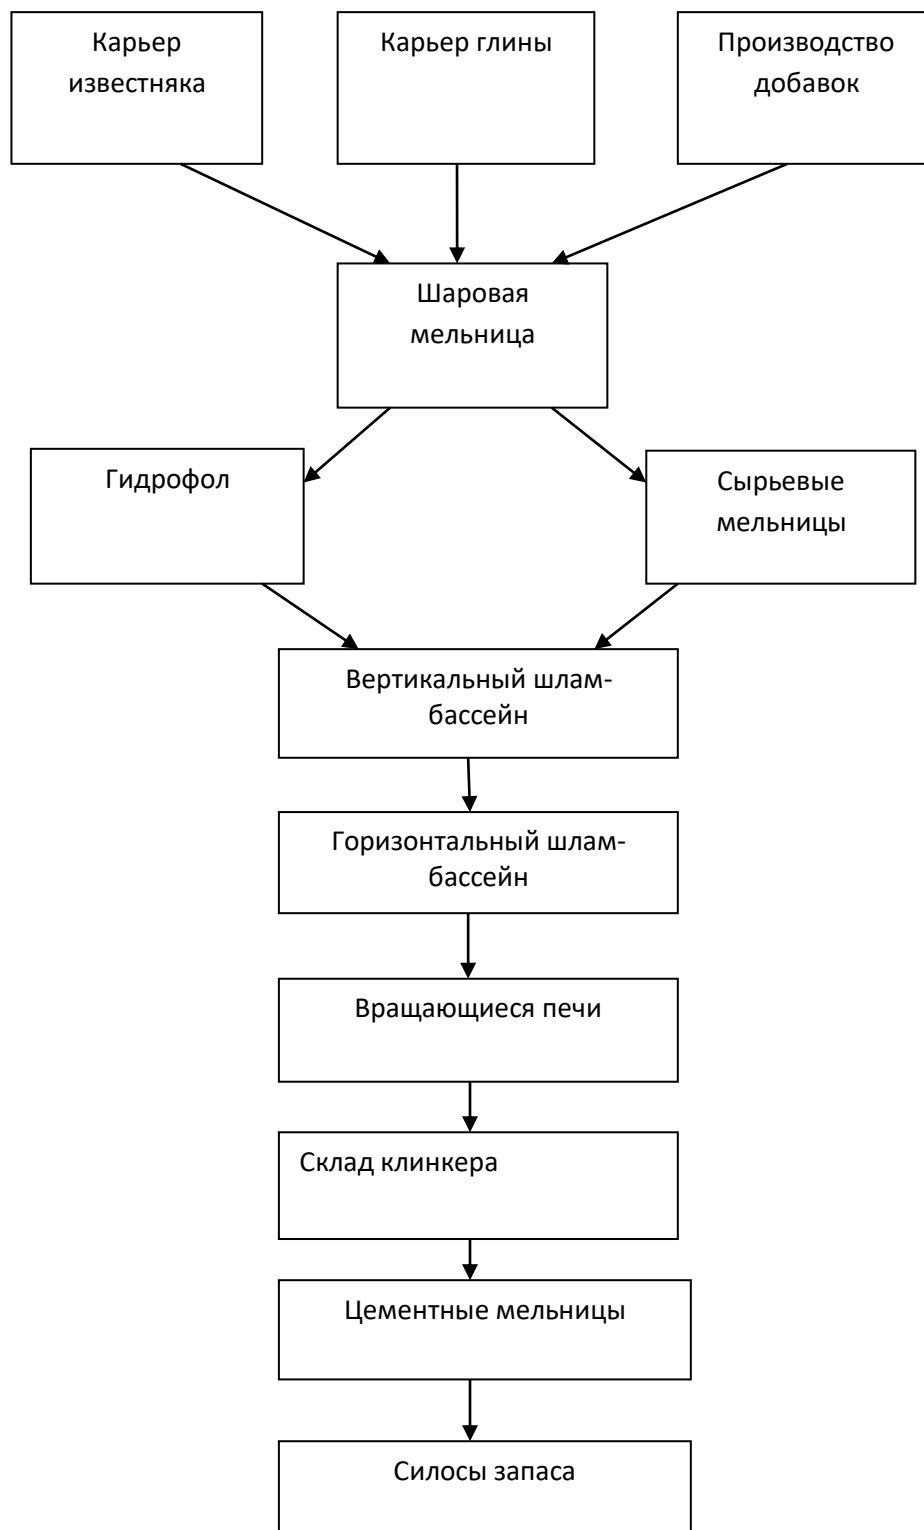 Карьер
известняка
Карьер глины
Производство
добавок
Шаровая
мельница
Гидрофол
Сырьевые
мельницы
Вертикальный шлам-
бассейн
Горизонтальный шлам-
бассейн
Вращающиеся печи
Склад клинкера
Цементные мельницы
Силосы запаса